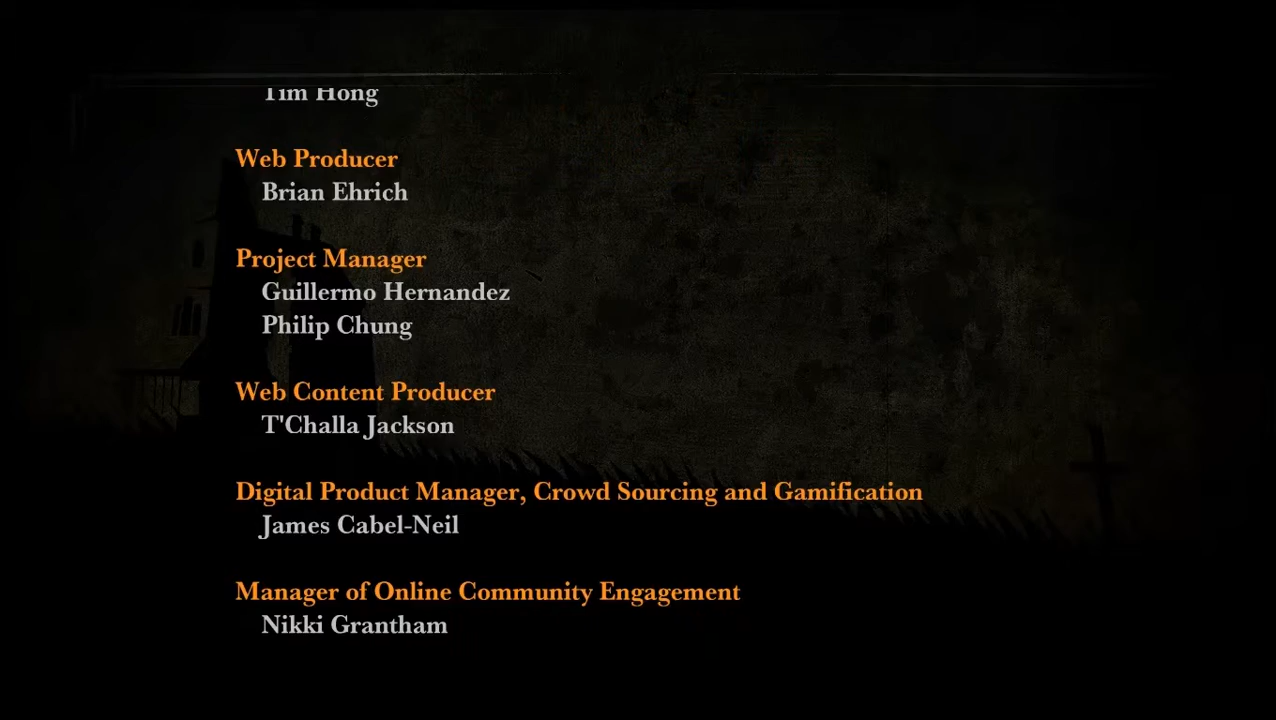 Tim Hong
Web Producer
Brian Ehrich
Project Manager
Guillermo Hernandez
Philip Chung
Web Content Producer
T'Challa Jackson
Digital Product Manager, Crowd Sourcing and Gamification
James Cabel-Neil
Manager of Online Community Engagement
Nikki Grantham